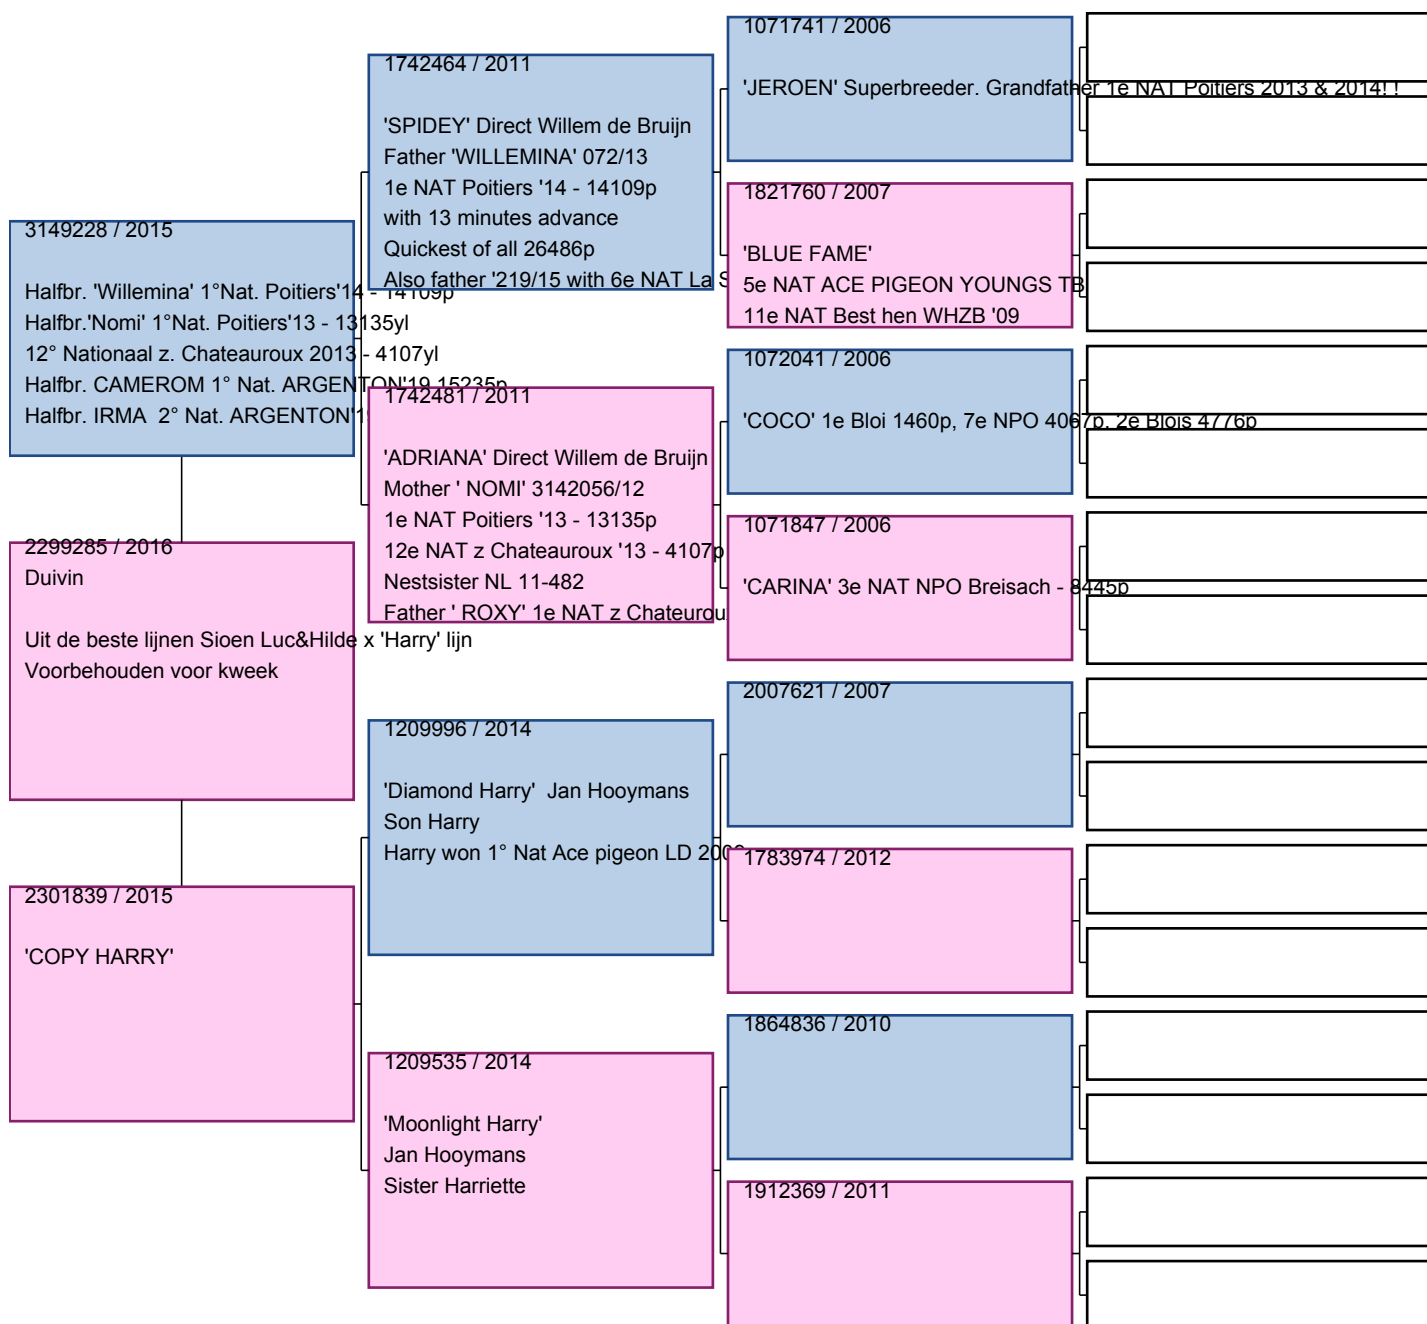 3149228 / 2015
Halfbr. 'Willemina' 1°Nat. Poitiers'14 - 14109p
Halfbr.'Nomi' 1°Nat. Poitiers'13 - 13135yl
12° Nationaal z. Chateauroux 2013 - 4107yl
Halfbr. CAMEROM 1° Nat. ARGENTON'19 15235p
Halfbr. IRMA 2° Nat. ARGENTON'1
2299285 / 2016
Duivin
Uit de beste lijnen Sioen Luc&Hilde x 'Harry' lijn
Voorbehouden voor kweek
2301839 / 2015
'COPY HARRY'
1742464 / 2011
'SPIDEY' Direct Willem de Bruijn
Father 'WILLEMINA' 072/13
1e NAT Poitiers '14 - 14109p
with 13 minutes advance
Quickest of all 26486p
Also father '219/15 with 6e NAT La S
1742481 / 2011
'ADRIANA' Direct Willem de Bruijn
Mother ' NOMI' 3142056/12
1e NAT Poitiers '13 - 13135p
12e NAT z Chateauroux '13 - 4107p
Nestsister NL 11-482
Father ' ROXY' 1e NAT z Chateurou
1209996 / 2014
'Diamond Harry' Jan Hooymans
Son Harry
Harry won 1° Nat Ace pigeon LD 200
1209535 / 2014
'Moonlight Harry'
Jan Hooymans
Sister Harriette
1071741 / 2006
'JEROEN' Superbreeder. Grandfather 1e NAT Poitiers 2013 & 2014! !
1821760 / 2007
'BLUE FAME'
5e NAT ACE PIGEON YOUNGS TB
11e NAT Best hen WHZB '09
1072041 / 2006
'COCO' 1e Bloi 1460p, 7e NPO 4067p, 2e Blois 4776p
1071847 / 2006
'CARINA' 3e NAT NPO Breisach - 8445p
2007621 / 2007
1783974 / 2012
1864836 / 2010
1912369 / 2011